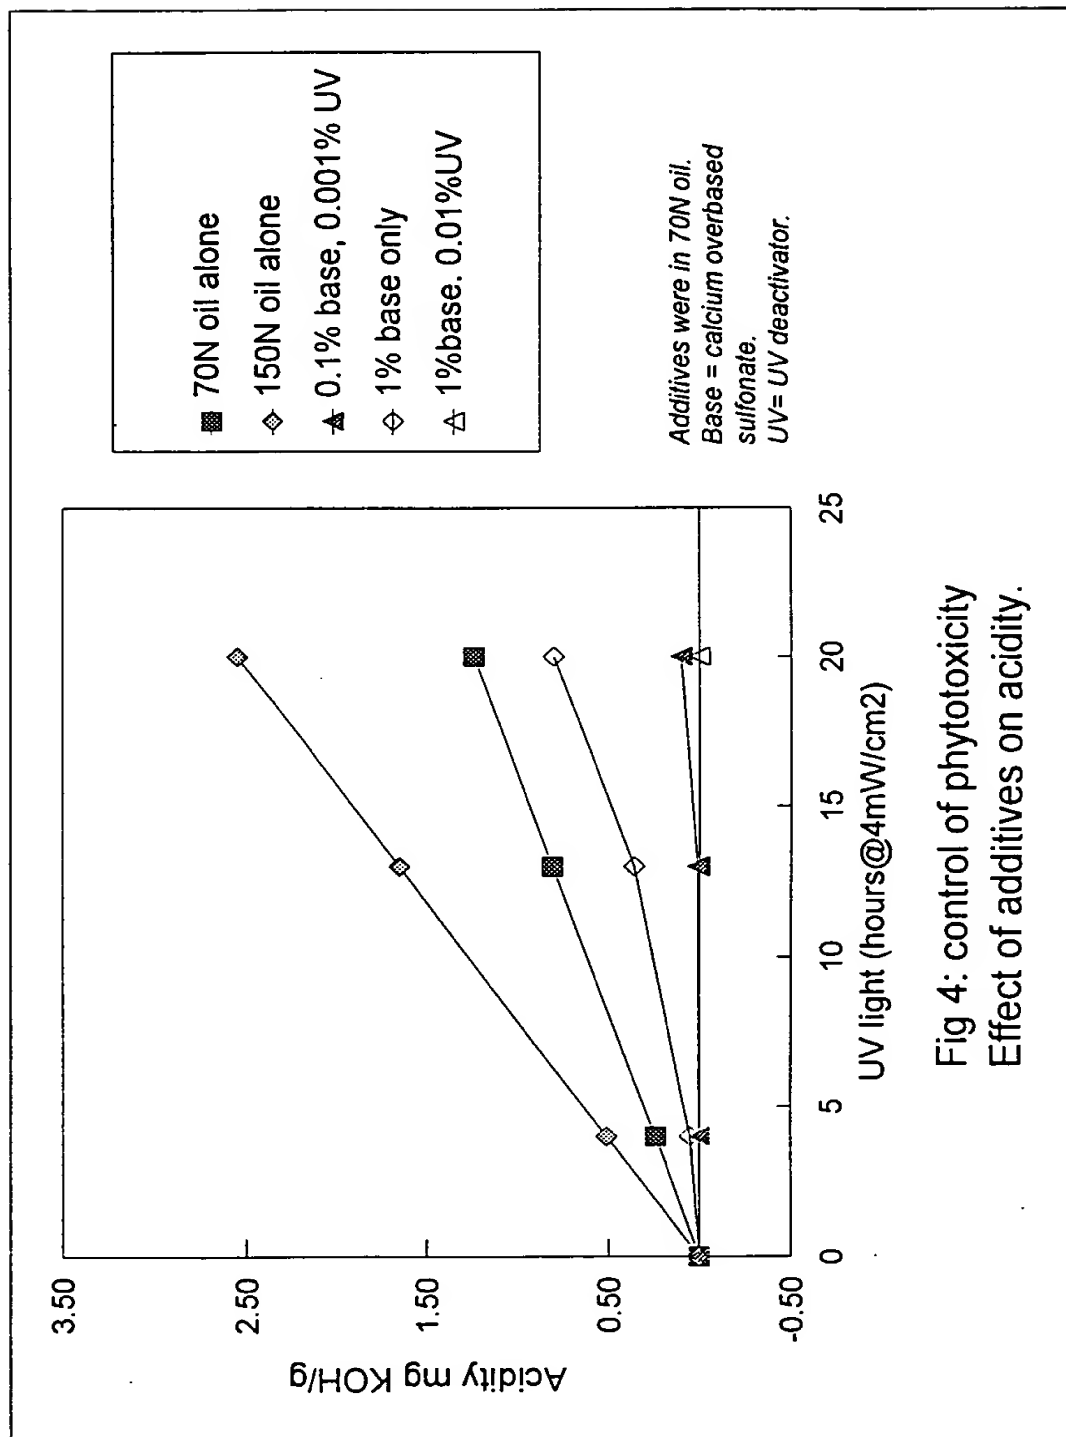 3.50
2.50
1.50
0.50
-0.50
Acidity mg KOH/g
0
5
10
15
20
25
UV light (hours@4mW/cm2)
70N oil alone
150N oil alone
0.1% base, 0.001% UV
1% base only
1%base. 0.01%UV
Additives were in 70N oil.
Base = calcium overbased
sulfonate.
UV= UV deactivator.
Fig 4: control of phytotoxicity
Effect of additives on acidity.